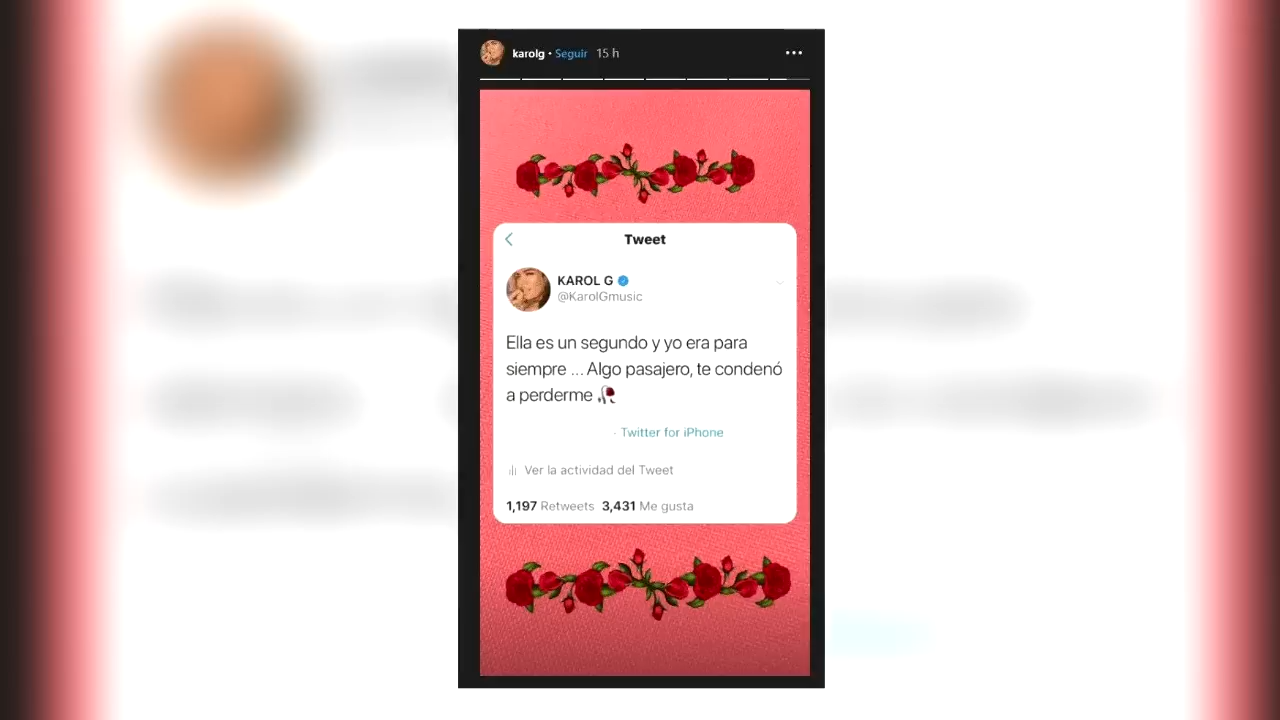 karolg • Seguir 15 h
Tweet
KAROL G
@KarolGmusic
Ella es un segundo y yo era para
siempre ... Algo pasajero, te condenó
a perderme 🥀
· Twitter for iPhone
Ver la actividad del Tweet
1,197 Retweets 3,431 Me gusta